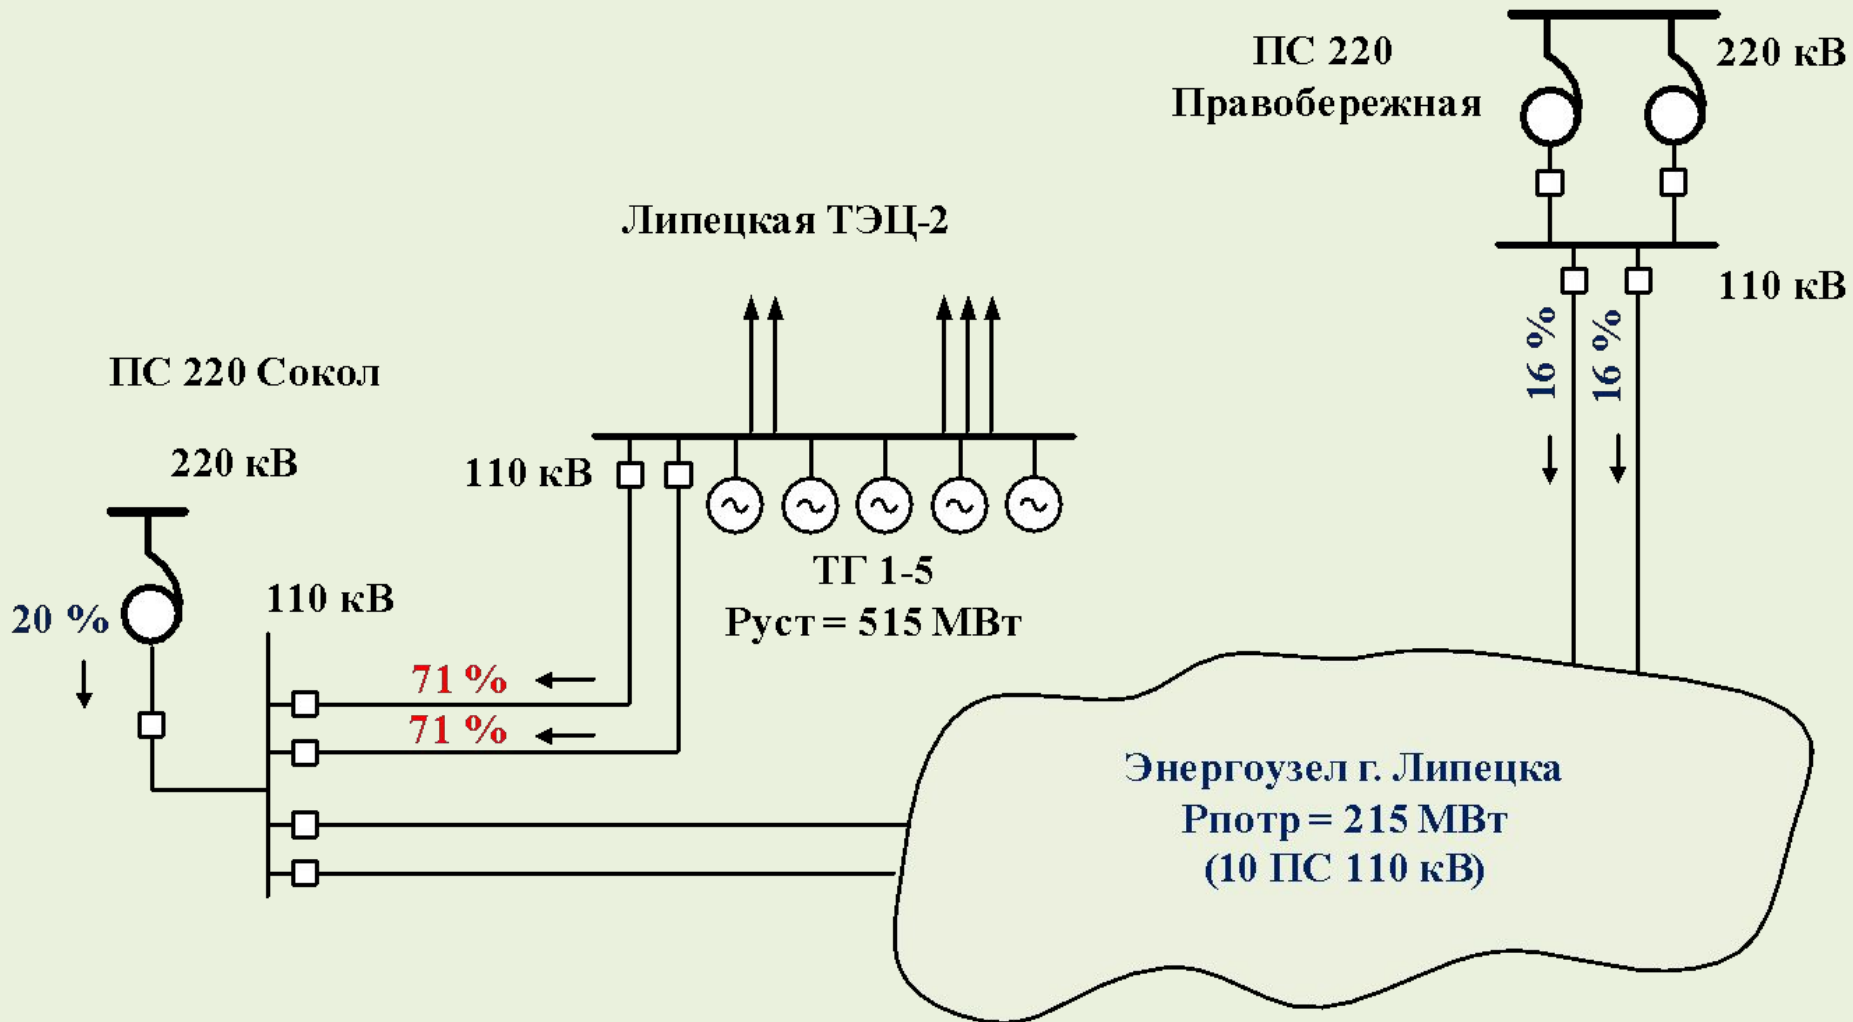 ПС 220
Правобережная
220 кВ
110 кВ
16 %
16 %
Липецкая ТЭЦ-2
ПС 220 Сокол
220 кВ
110 кВ
ТГ 1-5
Руст = 515 МВт
20 %
110 кВ
71 %
71 %
Энергоузел г. Липецка
Рпотр = 215 МВт
(10 ПС 110 кВ)